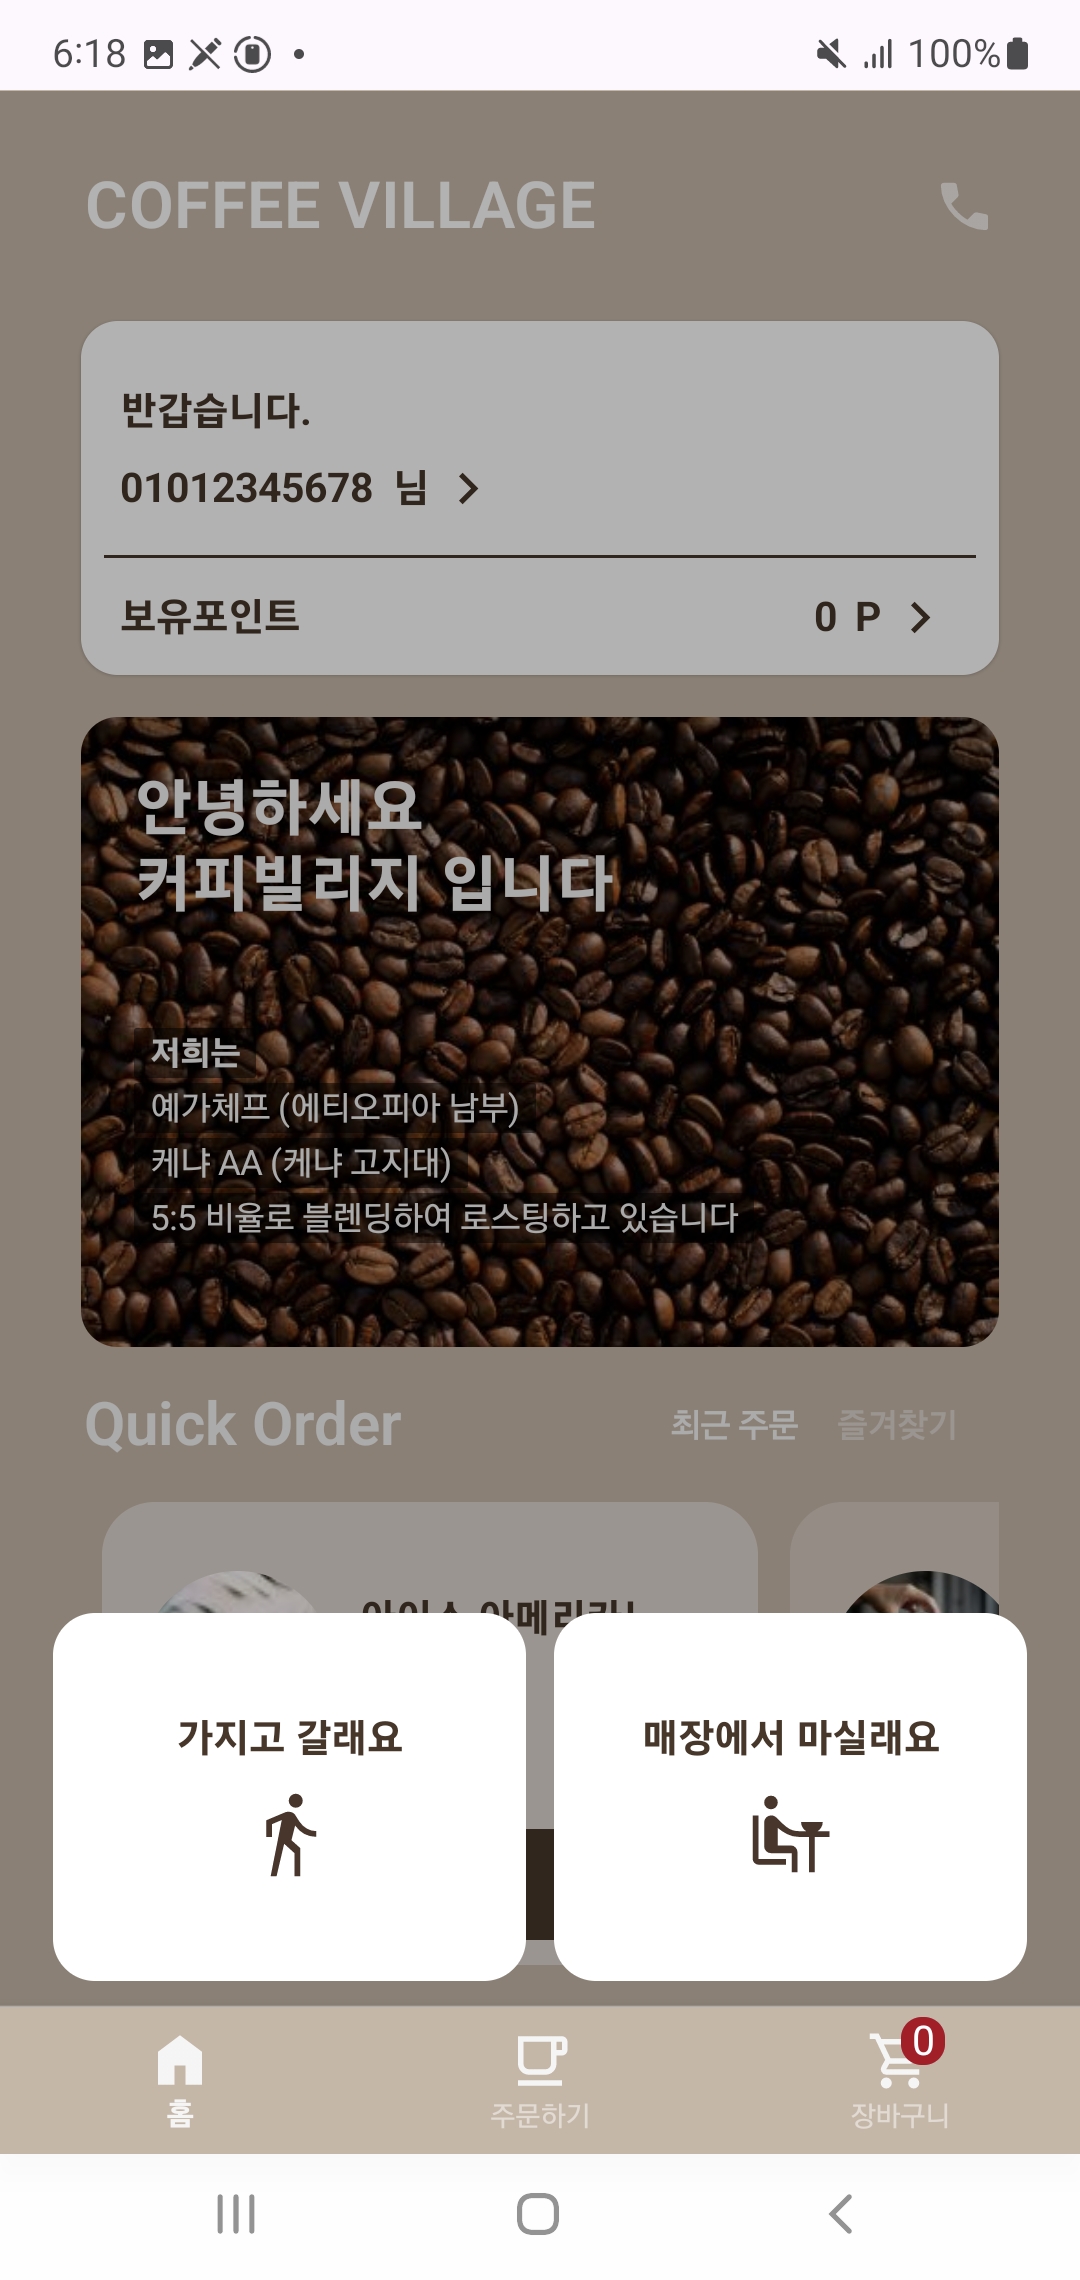 6:18
100%
COFFEE VILLAGE
반갑습니다.
01012345678 님
보유포인트
0 P
안녕하세요
커피빌리지 입니다
저희는
예가체프 (에티오피아 남부)
케냐 AA (케냐 고지대)
5:5 비율로 블렌딩하여 로스팅하고 있습니다
Quick Order
최근 주문
즐겨찾기
가지고 갈래요
매장에서 마실래요
0
홈
주문하기
장바구니